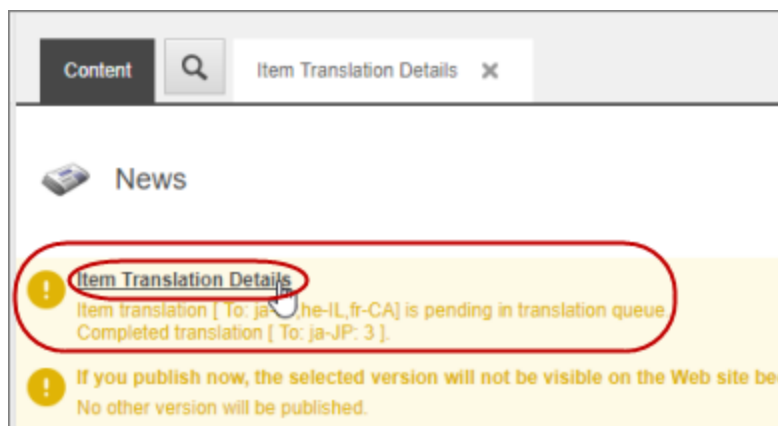 Content
Item Translation Details
News
Item Translation Details
Item translation [ To: ja- ,he-IL,fr-CA] is pending in translation queue.
Completed translation [ To: ja-JP: 3 ].
If you publish now, the selected version will not be visible on the Web site
No other version will be published.